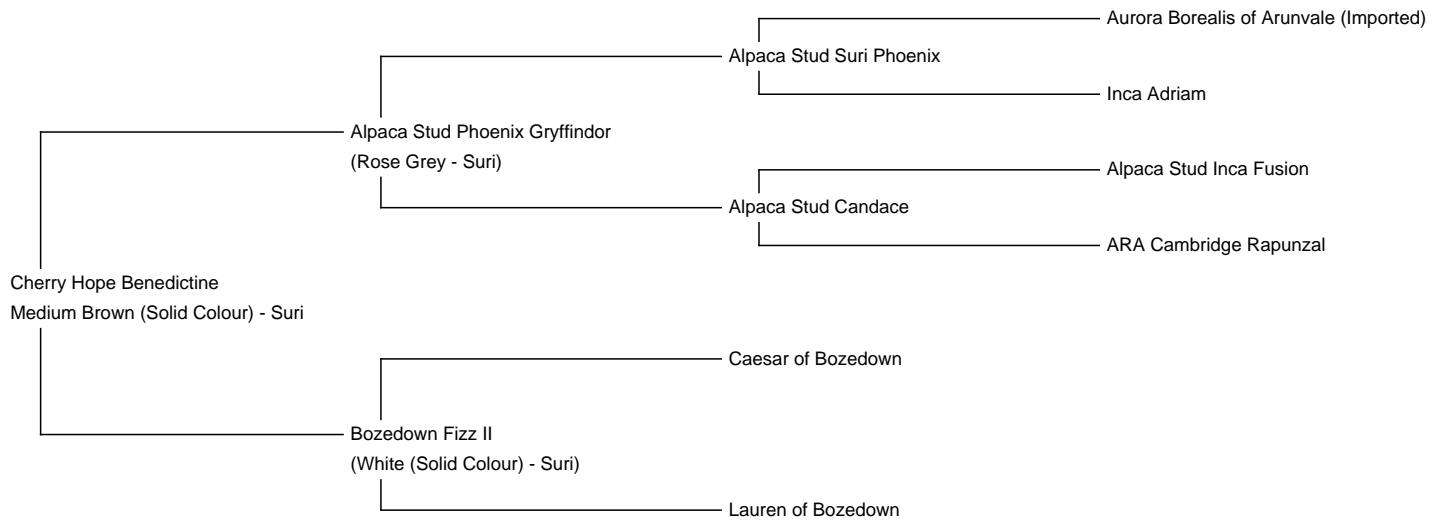 Aurora Borealis of Arunvale (Imported)
Alpaca Stud Suri Phoenix
Inca Adriam
Alpaca Stud Phoenix Gryffindor
(Rose Grey - Suri)
Alpaca Stud Inca Fusion
Alpaca Stud Candace
ARA Cambridge Rapunzal
Cherry Hope Benedictine
Medium Brown (Solid Colour) - Suri
Caesar of Bozedown
Bozedown Fizz II
(White (Solid Colour) - Suri)
Lauren of Bozedown